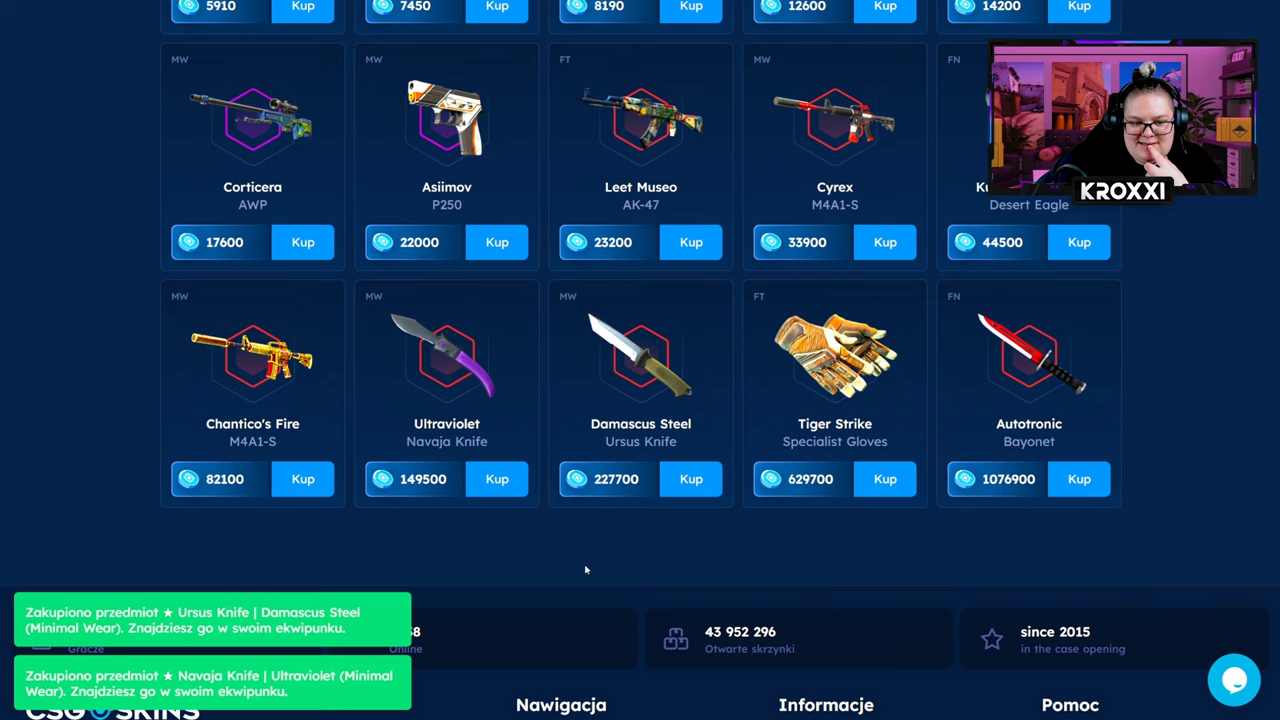 5910 Kup
7450 Kup
8190 Kup
12600 Kup
14200 Kup
MW
Corticera
AWP
17600 Kup
MW
Asiimov
P250
22000 Kup
FT
Leet Museo
AK-47
23200 Kup
MW
Cyrex
M4A1-S
33900 Kup
FN
Desert Eagle
44500 Kup
KROXXI
MW
Chantico's Fire
M4A1-S
82100 Kup
MW
Ultraviolet
Navaja Knife
149500 Kup
MW
Damascus Steel
Ursus Knife
227700 Kup
FT
Tiger Strike
Specialist Gloves
629700 Kup
FN
Autotronic
Bayonet
1076900 Kup
Zakupiono przedmiot ★ Ursus Knife | Damascus Steel
(Minimal Wear). Znajdziesz go w swoim ekwipunku.
Gracze
Online
43 952 296
Otwarte skrzynki
since 2015
in the case opening
Zakupiono przedmiot ★ Navaja Knife | Ultraviolet (Minimal
Wear). Znajdziesz go w swoim ekwipunku.
Nawigacja
Informacje
Pomoc